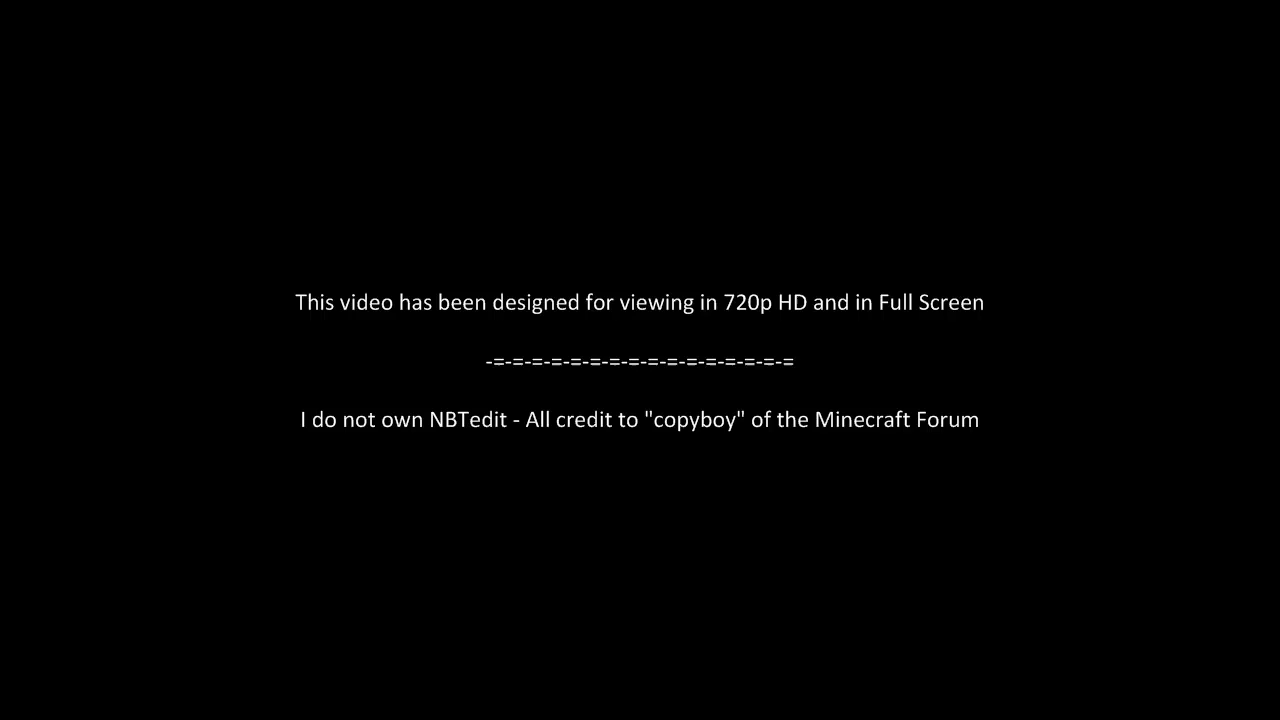 This video has been designed for viewing in 720p HD and in Full Screen
-=-=-=-=-=-=-=-=-=-=-=-=-=-=-=-=
I do not own NBTedit - All credit to "copyboy" of the Minecraft Forum